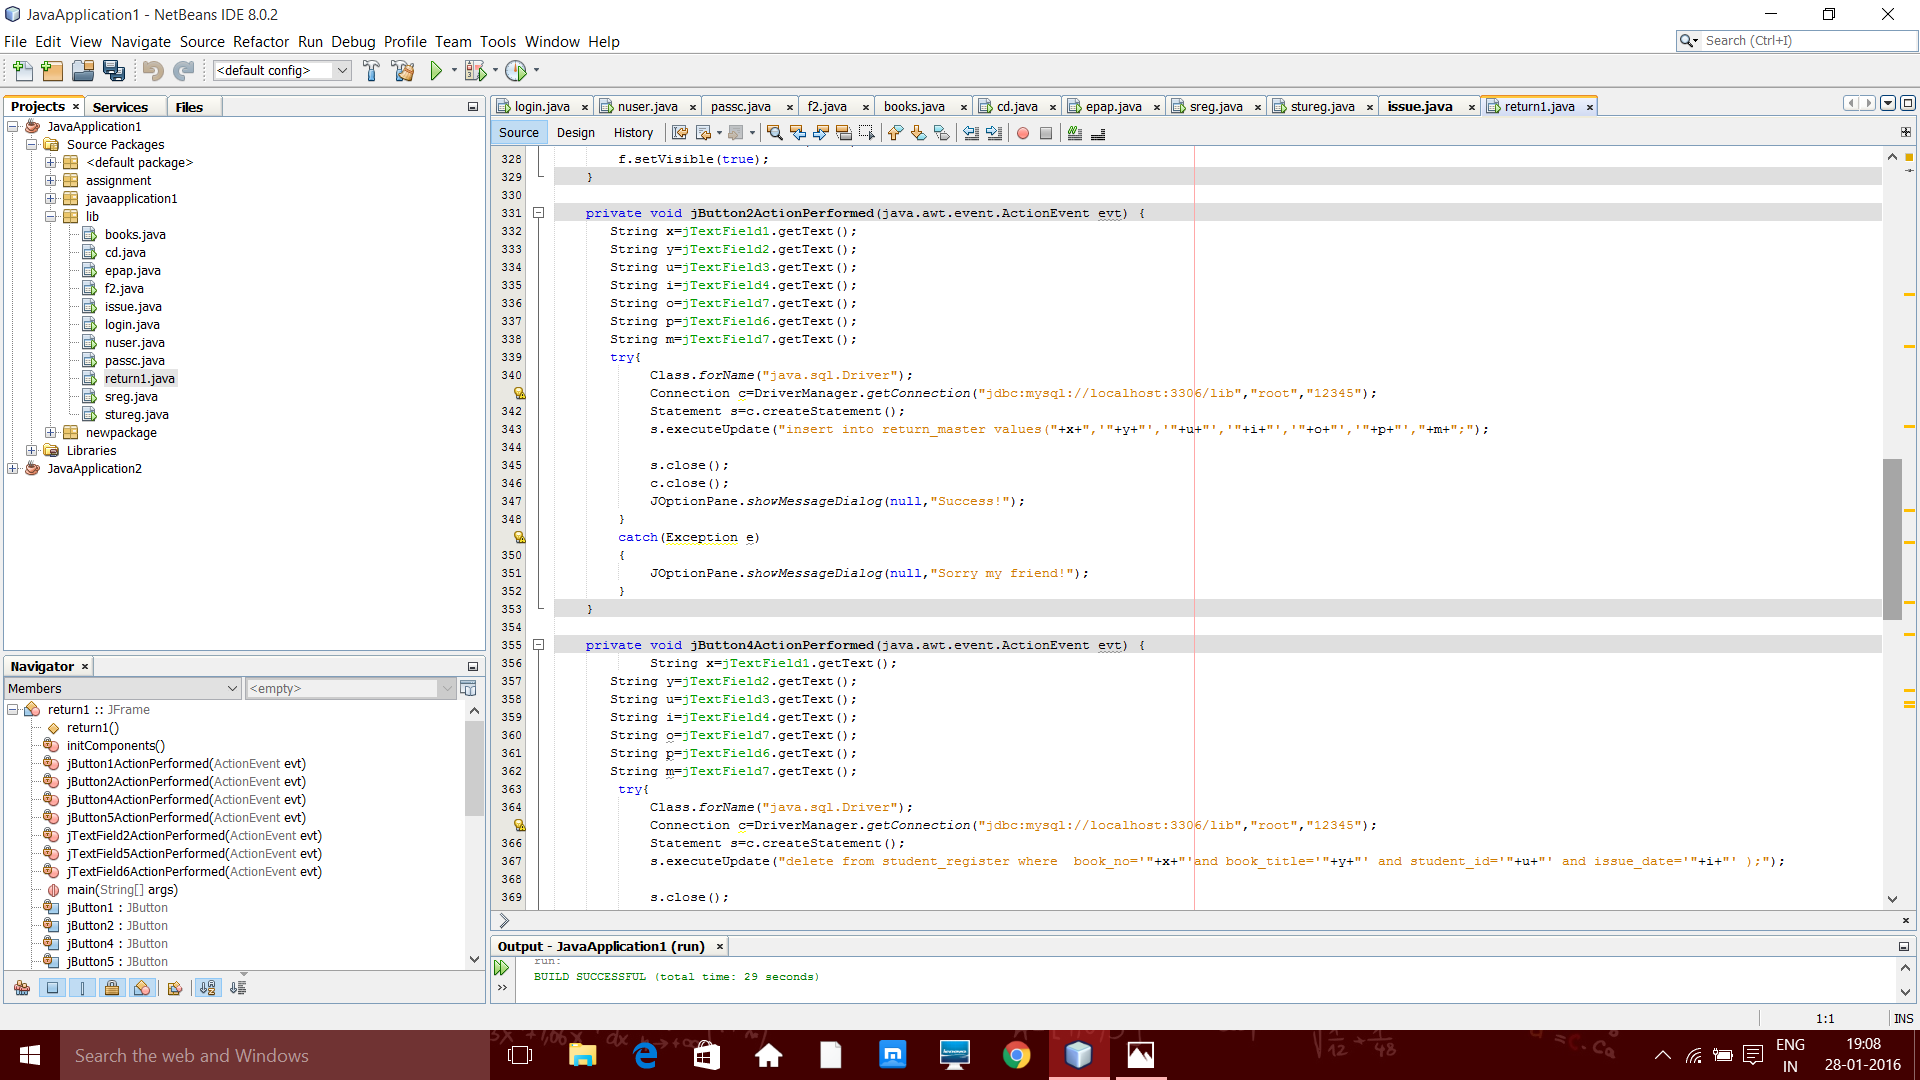 JavaApplication1 - NetBeans IDE 8.0.2
File Edit View Navigate Source Refactor Run Debug Profile Team Tools Window Help
Search (Ctrl+I)
<default config>
Projects × Services Files
login.java × nuser.java × passc.java × f2.java × books.java × cd.java × epap.java × sreg.java × stureg.java × issue.java × return1.java ×
Source Design History
JavaApplication1
Source Packages
<default package>
assignment
javaapplication1
lib
books.java
cd.java
epap.java
f2.java
issue.java
login.java
nuser.java
passc.java
return1.java
sreg.java
stureg.java
newpackage
Libraries
JavaApplication2
328 f.setVisible(true);
329 }
330
331 private void jButton2ActionPerformed(java.awt.event.ActionEvent evt) {
332 String x=jTextField1.getText();
333 String y=jTextField2.getText();
334 String u=jTextField3.getText();
335 String i=jTextField4.getText();
336 String o=jTextField7.getText();
337 String p=jTextField6.getText();
338 String m=jTextField7.getText();
339 try{
340 Class.forName("java.sql.Driver");
Connection c=DriverManager.getConnection("jdbc:mysql://localhost:3306/lib","root","12345");
342 Statement s=c.createStatement();
343 s.executeUpdate("insert into return_master values("+x+",'"+y+"','"+u+"','"+i+"','"+o+"','"+p+"',"+m+";");
344
345 s.close();
346 c.close();
347 JOptionPane.showMessageDialog(null,"Success!");
348 }
catch(Exception e)
350 {
351 JOptionPane.showMessageDialog(null,"Sorry my friend!");
352 }
353 }
354
355 private void jButton4ActionPerformed(java.awt.event.ActionEvent evt) {
356 String x=jTextField1.getText();
357 String y=jTextField2.getText();
358 String u=jTextField3.getText();
359 String i=jTextField4.getText();
360 String o=jTextField7.getText();
361 String p=jTextField6.getText();
362 String m=jTextField7.getText();
363 try{
364 Class.forName("java.sql.Driver");
Connection c=DriverManager.getConnection("jdbc:mysql://localhost:3306/lib","root","12345");
366 Statement s=c.createStatement();
367 s.executeUpdate("delete from student_register where  book_no='"+x+"'and book_title='"+y+"' and student_id='"+u+"' and issue_date='"+i+"' );");
368
369 s.close();
Navigator ×
Members <empty>
return1 :: JFrame
return1()
initComponents()
jButton1ActionPerformed(ActionEvent evt)
jButton2ActionPerformed(ActionEvent evt)
jButton4ActionPerformed(ActionEvent evt)
jButton5ActionPerformed(ActionEvent evt)
jTextField2ActionPerformed(ActionEvent evt)
jTextField5ActionPerformed(ActionEvent evt)
jTextField6ActionPerformed(ActionEvent evt)
main(String[] args)
jButton1 : JButton
jButton2 : JButton
jButton4 : JButton
jButton5 : JButton
Output - JavaApplication1 (run) ×
run:
BUILD SUCCESSFUL (total time: 29 seconds)
1:1 INS
Search the web and Windows
ENG
IN
19:08
28-01-2016